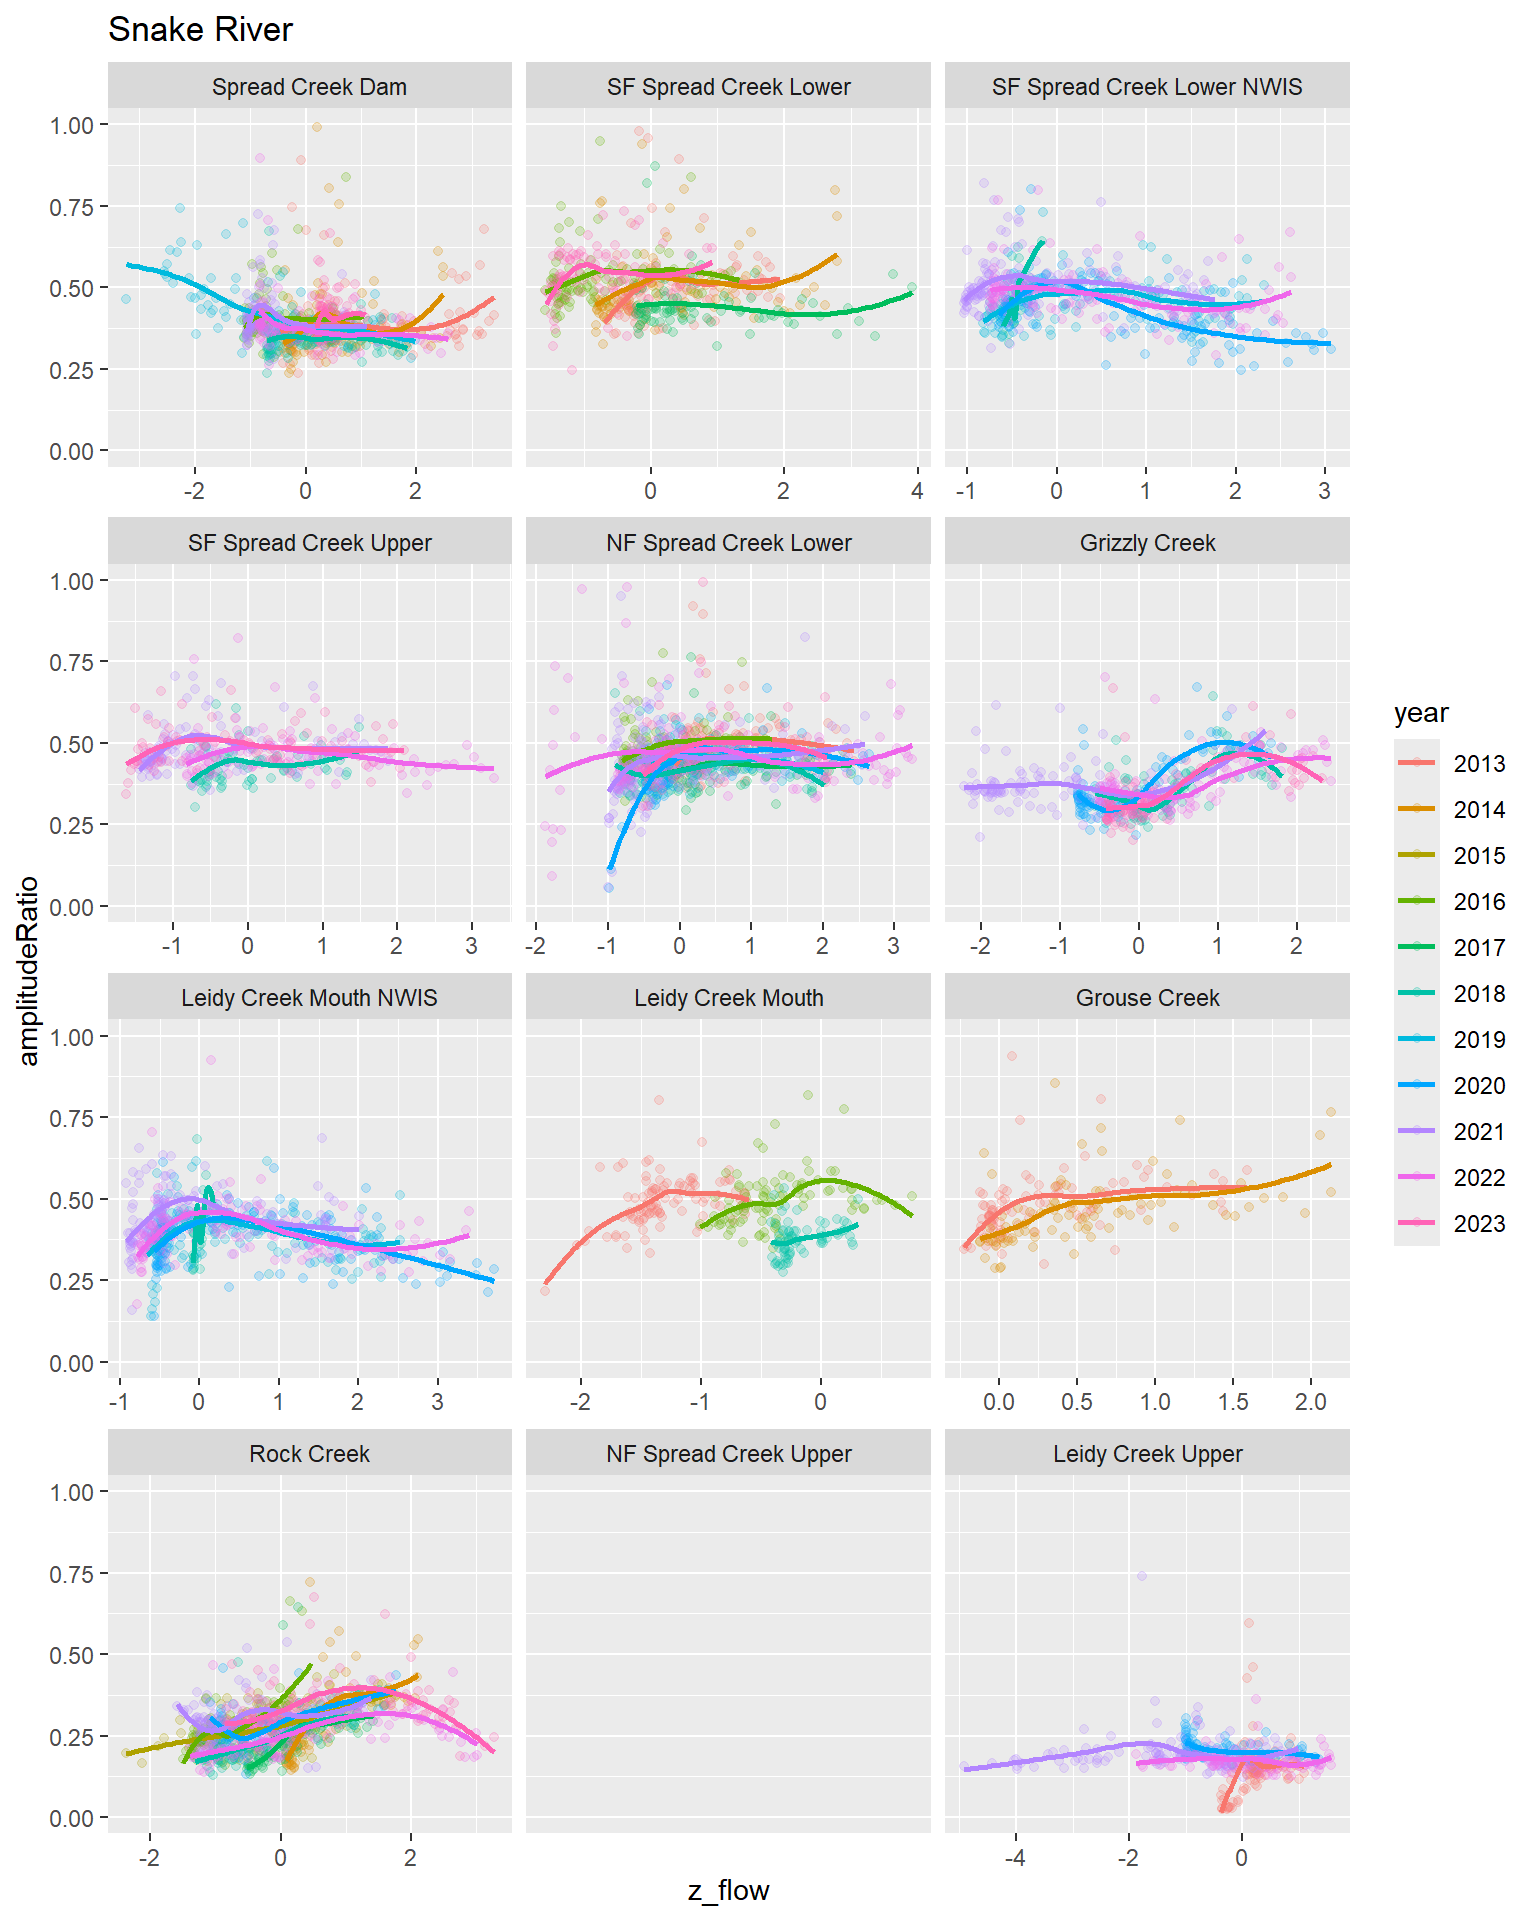 Snake River
Spread Creek Dam
SF Spread Creek Lower
SF Spread Creek Lower NWIS
1.00
0.75
0.50
0.25
0.00
-2 0 2
0 2 4
-1 0 1 2 3
SF Spread Creek Upper
NF Spread Creek Lower
Grizzly Creek
1.00
0.75
0.50
0.25
0.00
-1 0 1 2 3
-2 -1 0 1 2 3
-2 -1 0 1 2
Leidy Creek Mouth NWIS
Leidy Creek Mouth
Grouse Creek
1.00
0.75
0.50
0.25
0.00
-1 0 1 2 3
-2 -1 0
0.0 0.5 1.0 1.5 2.0
Rock Creek
NF Spread Creek Upper
Leidy Creek Upper
1.00
0.75
0.50
0.25
0.00
-2 0 2
-4 -2 0
z_flow
amplitudeRatio
year
2013
2014
2015
2016
2017
2018
2019
2020
2021
2022
2023